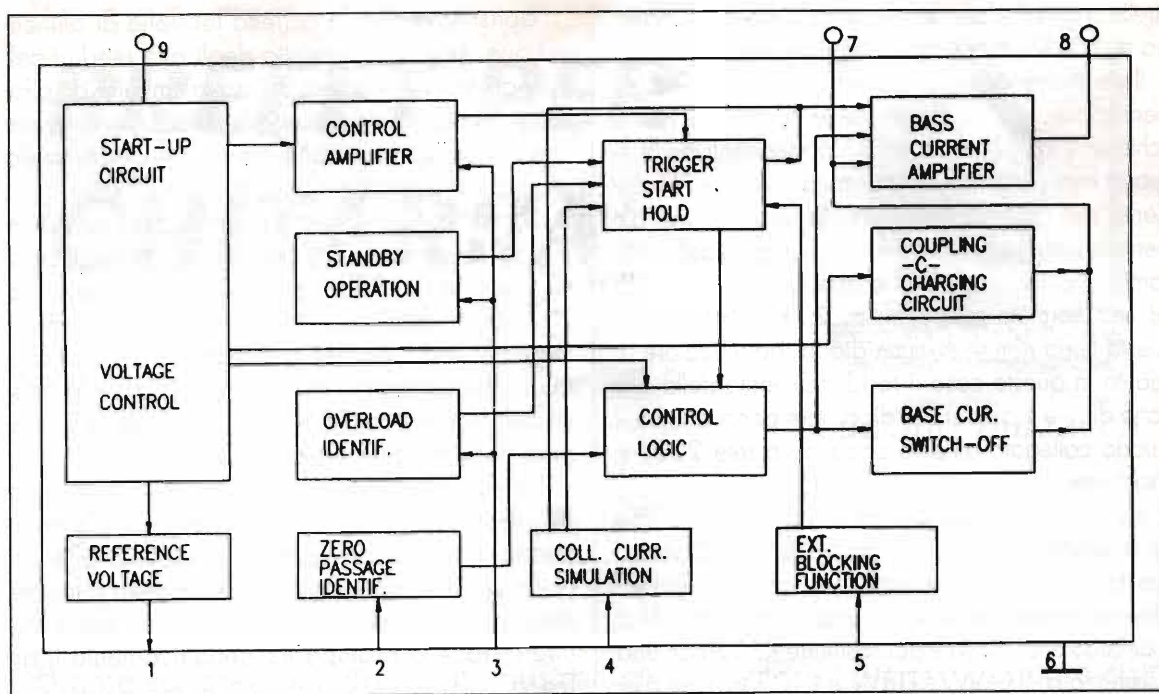 9
7
8
START-UP
CIRCUIT
VOLTAGE
CONTROL
CONTROL
AMPLIFIER
STANDBY
OPERATION
OVERLOAD
IDENTIF.
TRIGGER
START
HOLD
CONTROL
LOGIC
BASS
CURRENT
AMPLIFIER
COUPLING
-C-
CHARGING
CIRCUIT
BASE CUR.
SWITCH-OFF
REFERENCE
VOLTAGE
ZERO
PASSAGE
IDENTIF.
COLL. CURR.
SIMULATION
EXT.
BLOCKING
FUNCTION
1
2
3
4
5
6